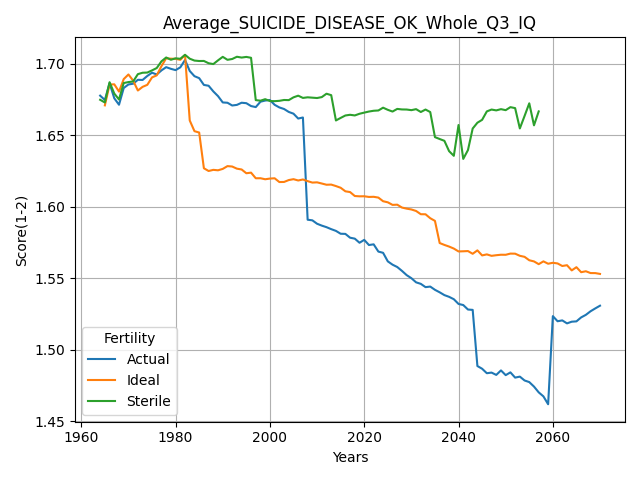 Average_SUICIDE_DISEASE_OK_Whole_Q3_IQ
Score(1-2)
1.70
1.65
1.60
1.55
1.50
1.45
Fertility
Actual
Ideal
Sterile
1960
1980
2000
2020
2040
2060
Years